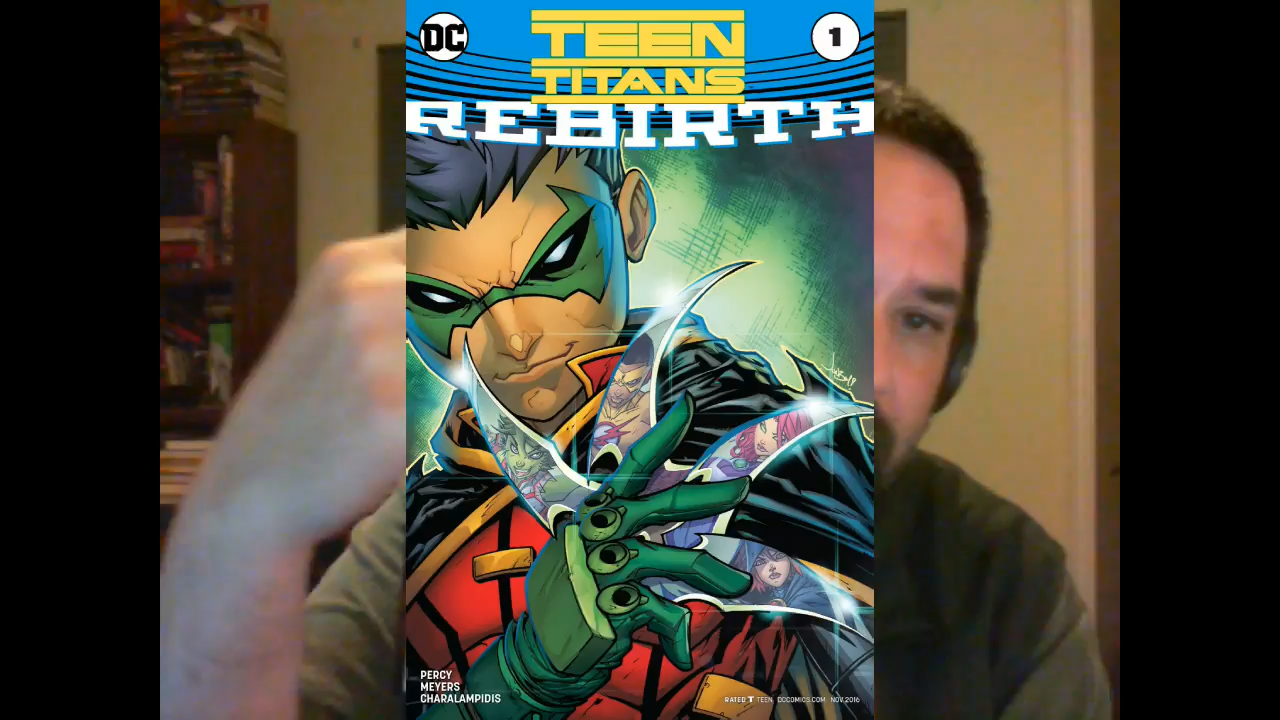 DC
TEEN
TITANS
1
REBIRTH
PERCY
MEYERS
CHARALAMPIDIS
RATED T TEEN DCCOMICS.COM NOV.2016